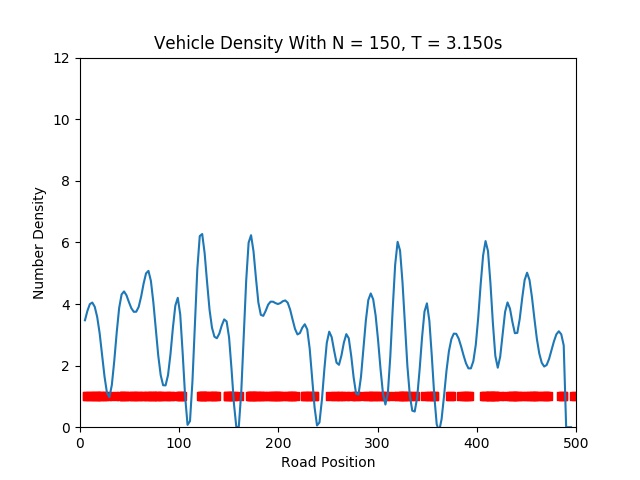 Vehicle Density With N = 150, T = 3.150s
12
10
8
6
4
2
0
Number Density
0 100 200 300 400 500
Road Position